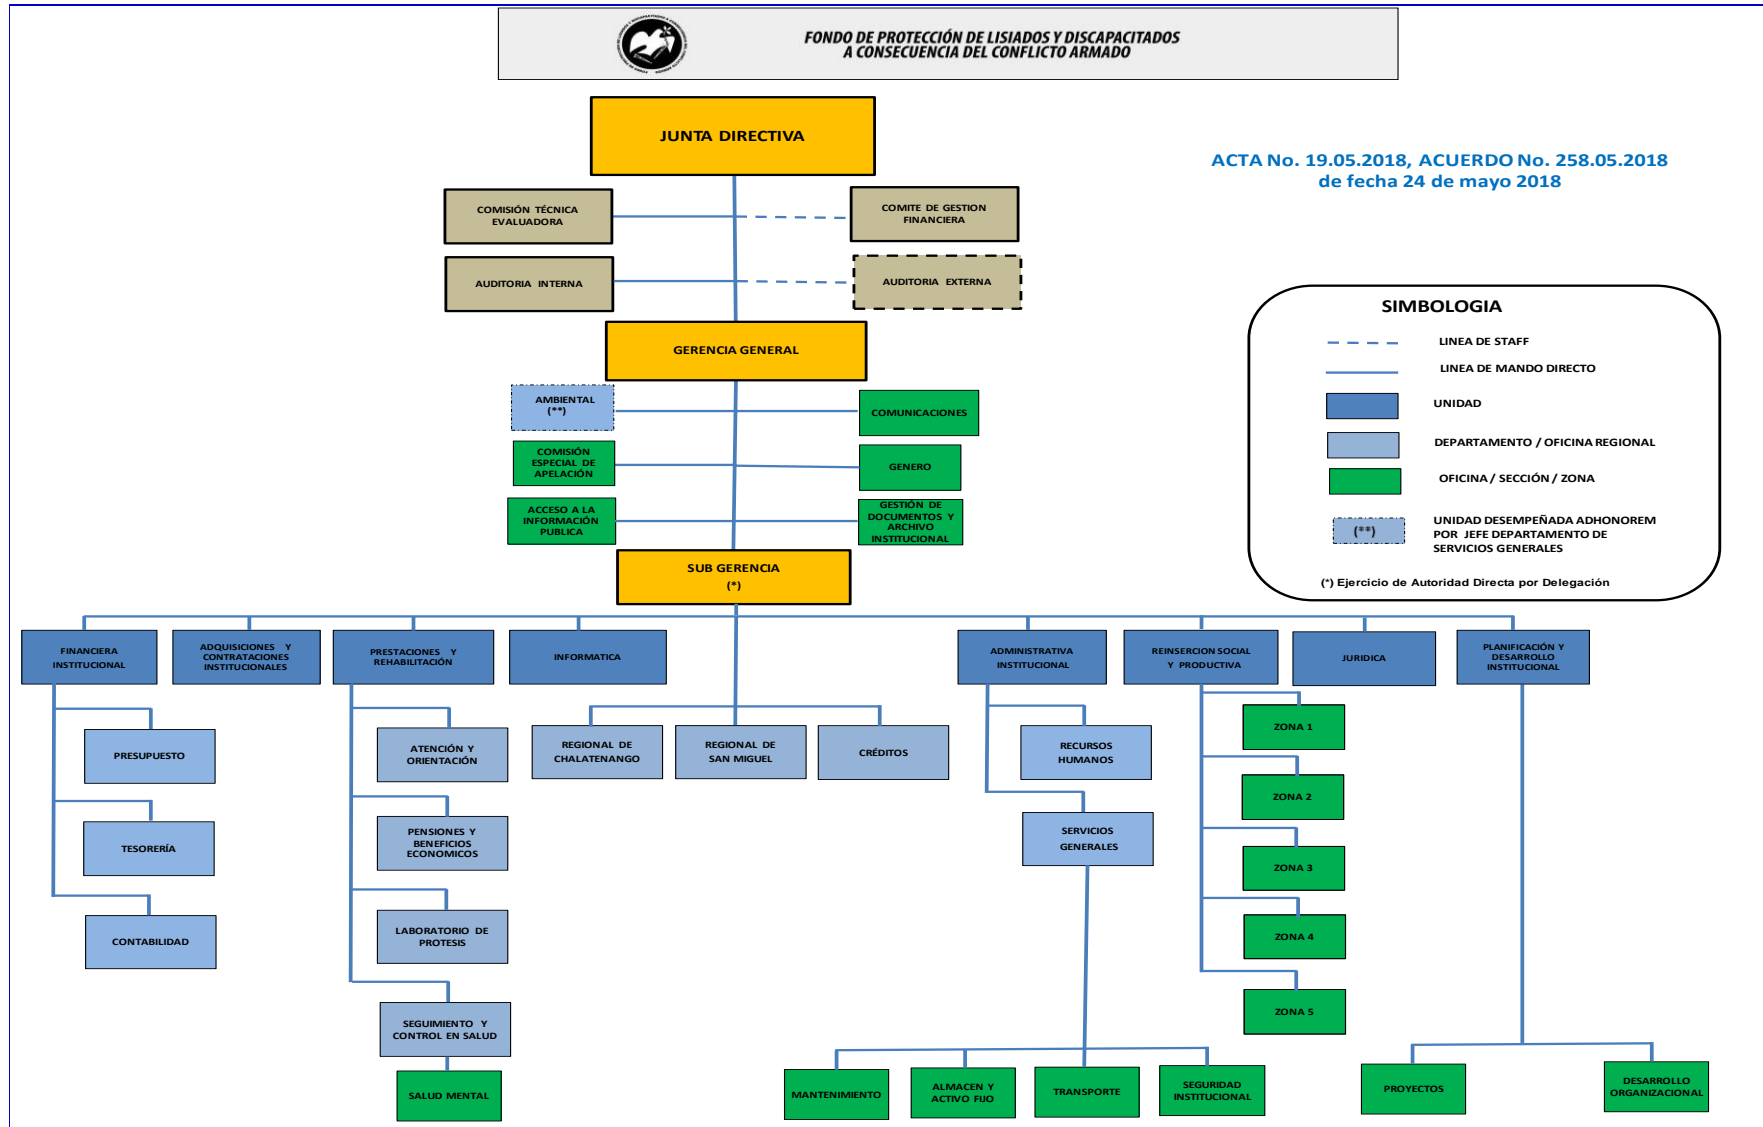 FONDO DE PROTECCIÓN DE LISIADOS Y DISCAPACITADOS
A CONSECUENCIA DEL CONFLICTO ARMADO
JUNTA DIRECTIVA
ACTA No. 19.05.2018, ACUERDO No. 258.05.2018
de fecha 24 de mayo 2018
COMISIÓN TÉCNICA
EVALUADORA
COMITE DE GESTION
FINANCIERA
AUDITORIA INTERNA
AUDITORIA EXTERNA
GERENCIA GENERAL
SIMBOLOGIA
LINEA DE STAFF
LINEA DE MANDO DIRECTO
UNIDAD
DEPARTAMENTO / OFICINA REGIONAL
OFICINA / SECCIÓN / ZONA
(**)
UNIDAD DESEMPEÑADA ADHONOREM
POR JEFE DEPARTAMENTO DE
SERVICIOS GENERALES
(*) Ejercicio de Autoridad Directa por Delegación
AMBIENTAL
(**)
COMUNICACIONES
COMISIÓN
ESPECIAL DE
APELACIÓN
GENERO
ACCESO A LA
INFORMACIÓN
PUBLICA
GESTIÓN DE
DOCUMENTOS Y
ARCHIVO
INSTITUCIONAL
SUB GERENCIA
(*)
FINANCIERA
INSTITUCIONAL
ADQUISICIONES Y
CONTRATACIONES
INSTITUCIONALES
PRESTACIONES Y
REHABILITACIÓN
INFORMATICA
ADMINISTRATIVA
INSTITUCIONAL
REINSERCION SOCIAL
Y PRODUCTIVA
JURIDICA
PLANIFICACIÓN Y
DESARROLLO
INSTITUCIONAL
PRESUPUESTO
TESORERÍA
CONTABILIDAD
ATENCIÓN Y
ORIENTACIÓN
PENSIONES Y
BENEFICIOS
ECONOMICOS
LABORATORIO DE
PROTESIS
SEGUIMIENTO Y
CONTROL EN SALUD
SALUD MENTAL
REGIONAL DE
CHALATENANGO
REGIONAL DE
SAN MIGUEL
CRÉDITOS
RECURSOS
HUMANOS
SERVICIOS
GENERALES
MANTENIMIENTO
ALMACEN Y
ACTIVO FIJO
TRANSPORTE
SEGURIDAD
INSTITUCIONAL
ZONA 1
ZONA 2
ZONA 3
ZONA 4
ZONA 5
PROYECTOS
DESARROLLO
ORGANIZACIONAL